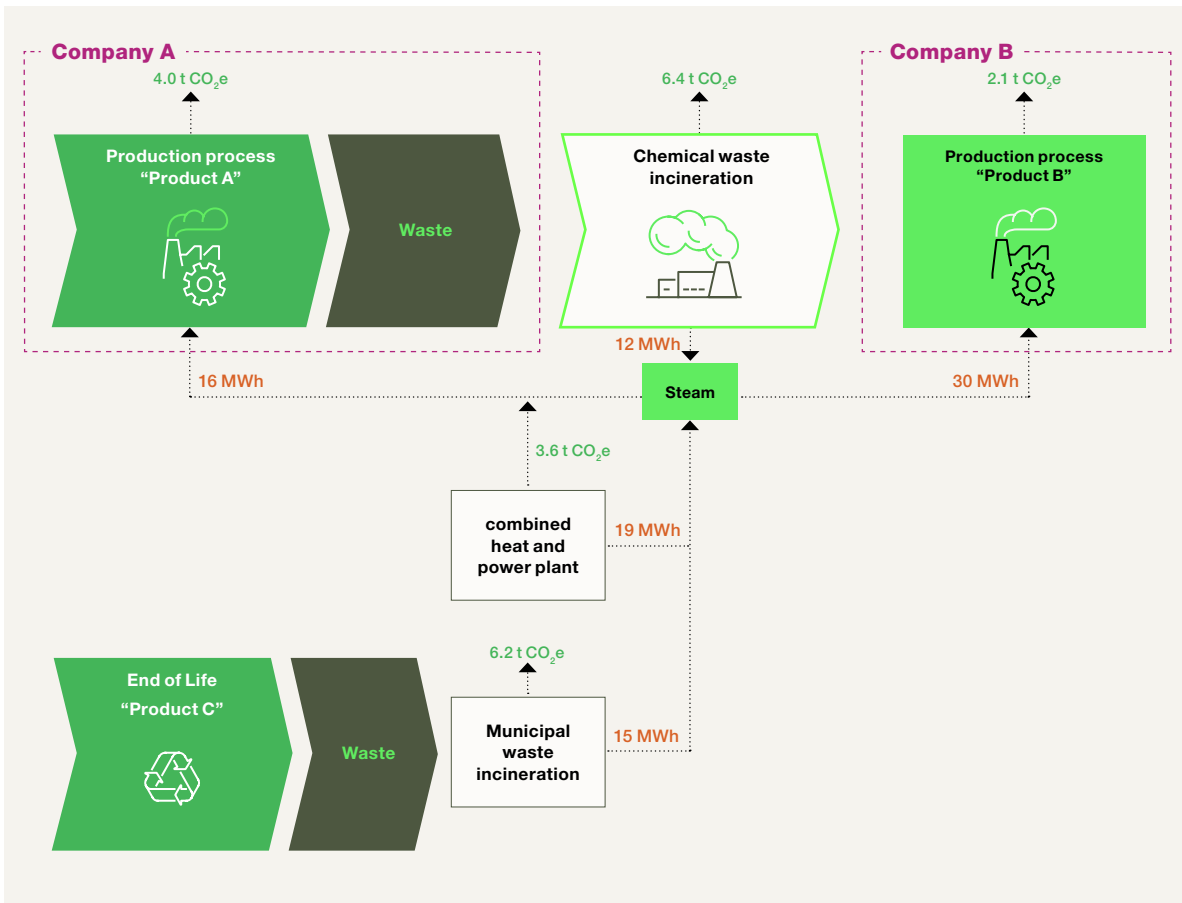 Company A
Company B
4.0 t CO₂e
6.4 t CO₂e
2.1 t CO₂e
Production process
“Product A”
Waste
Chemical waste
incineration
Production process
“Product B”
12 MWh
16 MWh
Steam
30 MWh
3.6 t CO₂e
combined
heat and
power plant
19 MWh
6.2 t CO₂e
End of Life
“Product C”
Waste
Municipal
waste
incineration
15 MWh